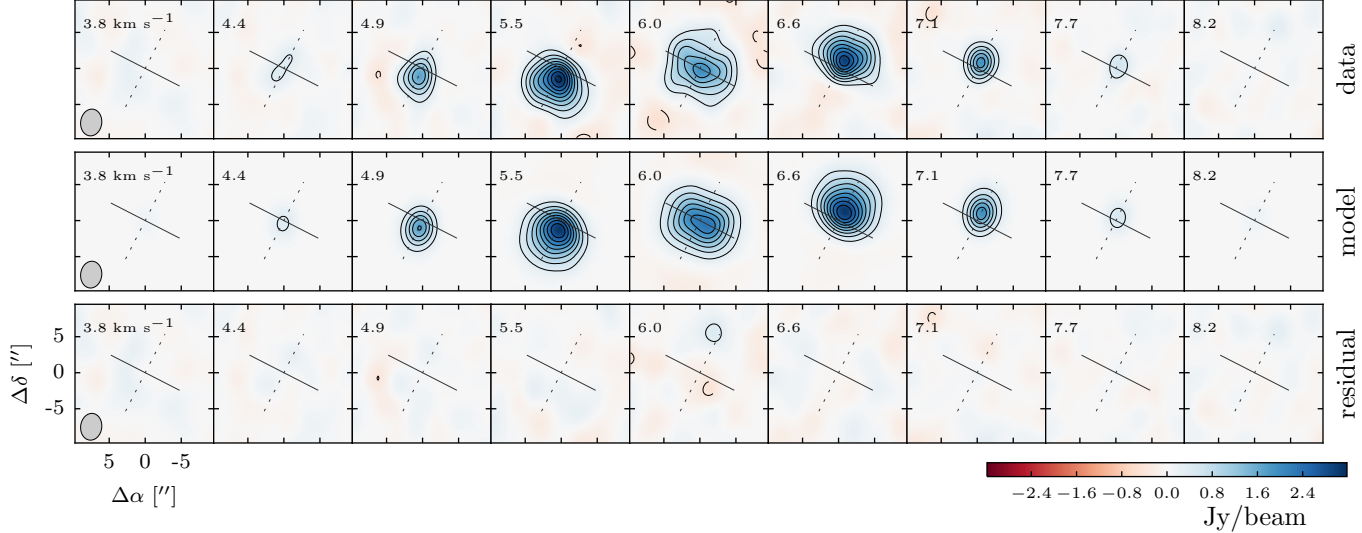 3.8 km s⁻¹ 4.4 4.9 5.5 6.0 6.6 7.1 7.7 8.2
data
3.8 km s⁻¹ 4.4 4.9 5.5 6.0 6.6 7.1 7.7 8.2
model
3.8 km s⁻¹ 4.4 4.9 5.5 6.0 6.6 7.1 7.7 8.2
residual
5
0
-5
Δδ [″]
5 0 -5
Δα [″]
−2.4 −1.6 −0.8 0.0 0.8 1.6 2.4
Jy/beam